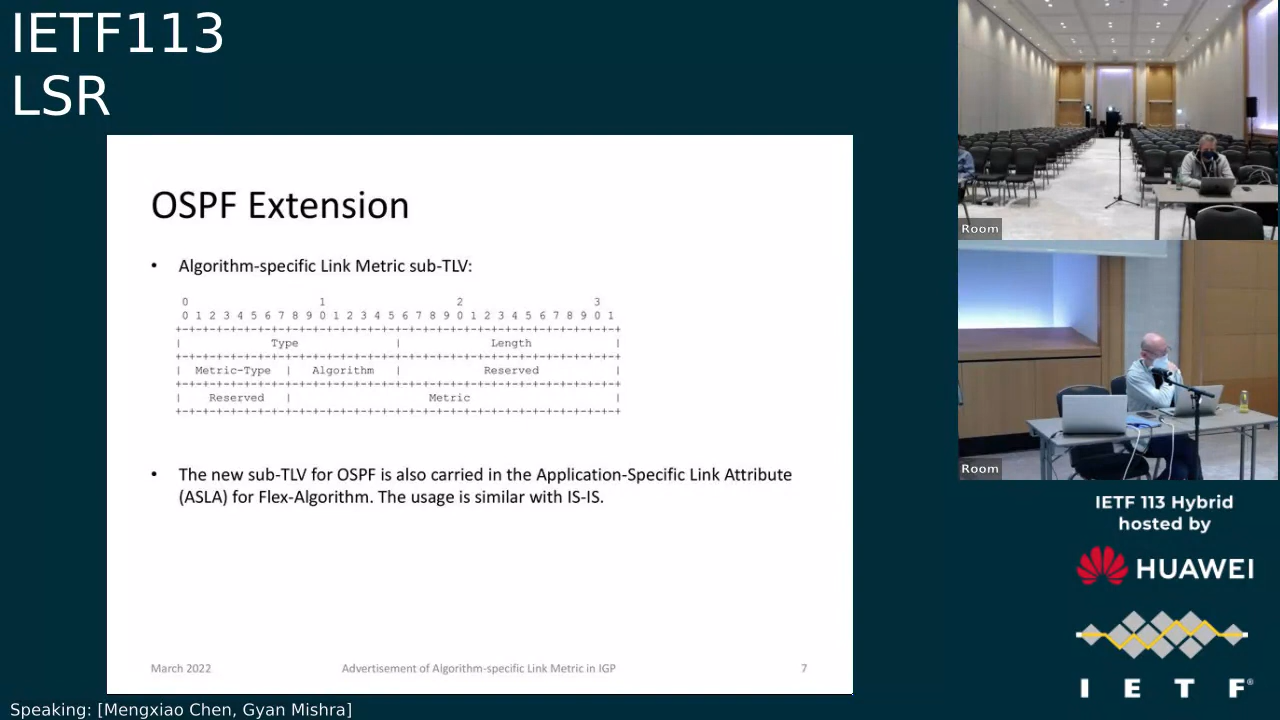 IETF113
LSR
OSPF Extension
• Algorithm-specific Link Metric sub-TLV:
0                   1                   2                   3
0 1 2 3 4 5 6 7 8 9 0 1 2 3 4 5 6 7 8 9 0 1 2 3 4 5 6 7 8 9 0 1
+-+-+-+-+-+-+-+-+-+-+-+-+-+-+-+-+-+-+-+-+-+-+-+-+-+-+-+-+-+-+-+-+
| Type | Length |
+-+-+-+-+-+-+-+-+-+-+-+-+-+-+-+-+-+-+-+-+-+-+-+-+-+-+-+-+-+-+-+-+
| Metric-Type | Algorithm | Reserved |
+-+-+-+-+-+-+-+-+-+-+-+-+-+-+-+-+-+-+-+-+-+-+-+-+-+-+-+-+-+-+-+-+
| Reserved | Metric |
+-+-+-+-+-+-+-+-+-+-+-+-+-+-+-+-+-+-+-+-+-+-+-+-+-+-+-+-+-+-+-+-+
• The new sub-TLV for OSPF is also carried in the Application-Specific Link Attribute
(ASLA) for Flex-Algorithm. The usage is similar with IS-IS.
March 2022 Advertisement of Algorithm-specific Link Metric in IGP 7
Room
Room
IETF 113 Hybrid
hosted by
HUAWEI
I E T F®
Speaking: [Mengxiao Chen, Gyan Mishra]